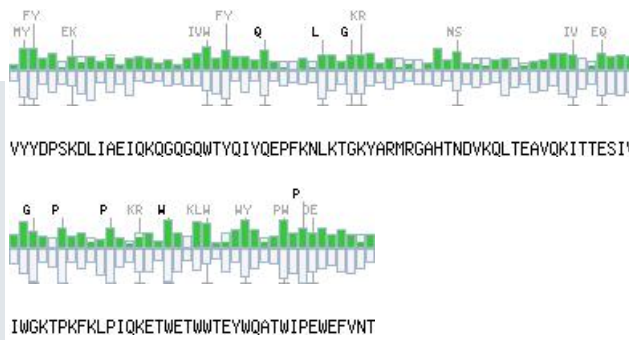 FY FY KR
MY EK IVW Q L G NS IV EQ
VYYDPSKDLIAEIQKQGQGQWTYQIYQEPFKNLKTGKYARMRGAHTNDVKQLTEAVQKITTESIV
P
G P P KR W KLW WY PW DE
IWGKTPKFKLPIQKETWETWWTEYWQATWIPEWEFVNT